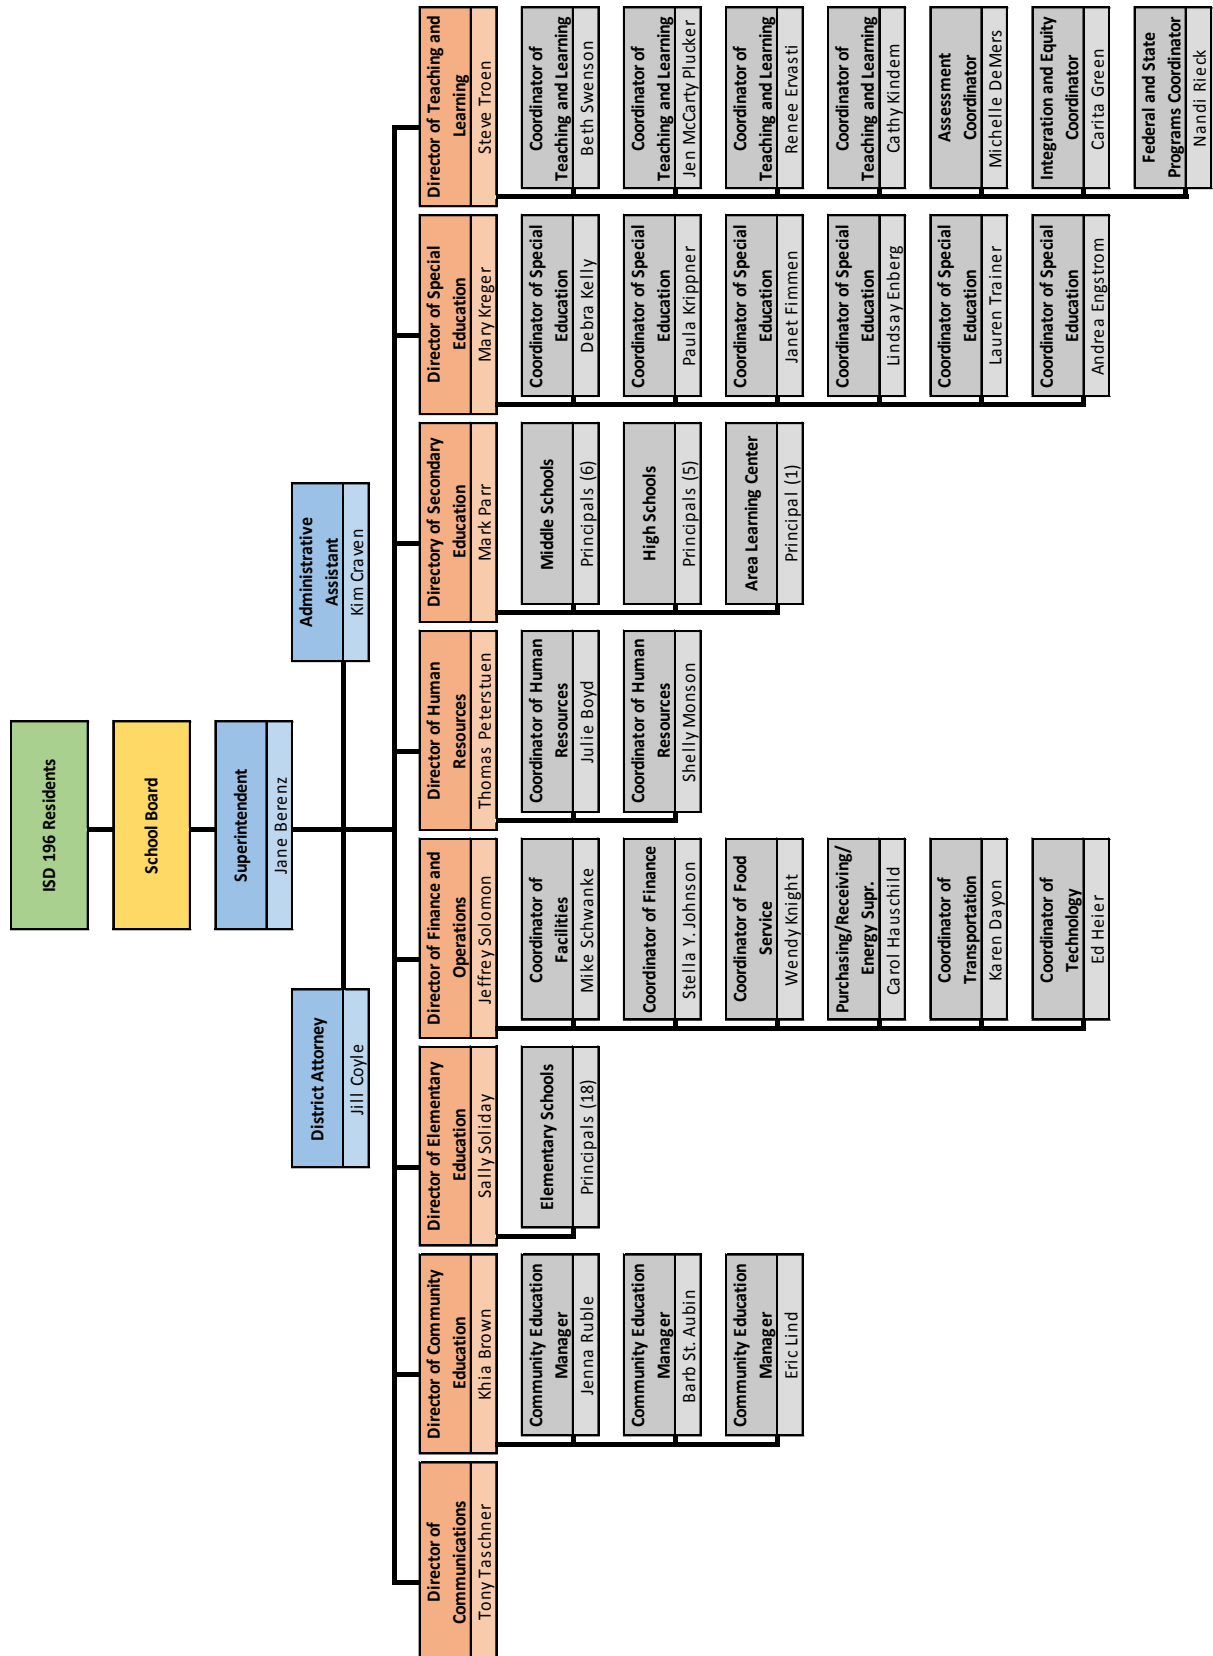 ISD 196 Residents
School Board
Superintendent
Jane Berenz
District Attorney
Jill Coyle
Administrative
Assistant
Kim Craven
Director of
Communications
Tony Taschner
Director of Community
Education
Khia Brown
Community Education
Manager
Jenna Ruble
Community Education
Manager
Barb St. Aubin
Community Education
Manager
Eric Lind
Director of Elementary
Education
Sally Soliday
Elementary Schools
Principals (18)
Director of Finance and
Operations
Jeffrey Solomon
Coordinator of
Facilities
Mike Schwanke
Coordinator of Finance
Stella Y. Johnson
Coordinator of Food
Service
Wendy Knight
Purchasing/Receiving/
Energy Supr.
Carol Hauschild
Coordinator of
Transportation
Karen Dayon
Coordinator of
Technology
Ed Heier
Director of Human
Resources
Thomas Peterstuen
Coordinator of Human
Resources
Julie Boyd
Coordinator of Human
Resources
Shelly Monson
Directory of Secondary
Education
Mark Parr
Middle Schools
Principals (6)
High Schools
Principals (5)
Area Learning Center
Principal (1)
Director of Special
Education
Mary Kreger
Coordinator of Special
Education
Debra Kelly
Coordinator of Special
Education
Paula Krippner
Coordinator of Special
Education
Janet Fimmen
Coordinator of Special
Education
Lindsay Enberg
Coordinator of Special
Education
Lauren Trainer
Coordinator of Special
Education
Andrea Engstrom
Director of Teaching and
Learning
Steve Troen
Coordinator of
Teaching and Learning
Beth Swenson
Coordinator of
Teaching and Learning
Jen McCarty Plucker
Coordinator of
Teaching and Learning
Renee Ervasti
Coordinator of
Teaching and Learning
Cathy Kindem
Assessment
Coordinator
Michelle DeMers
Integration and Equity
Coordinator
Carita Green
Federal and State
Programs Coordinator
Nandi Rieck